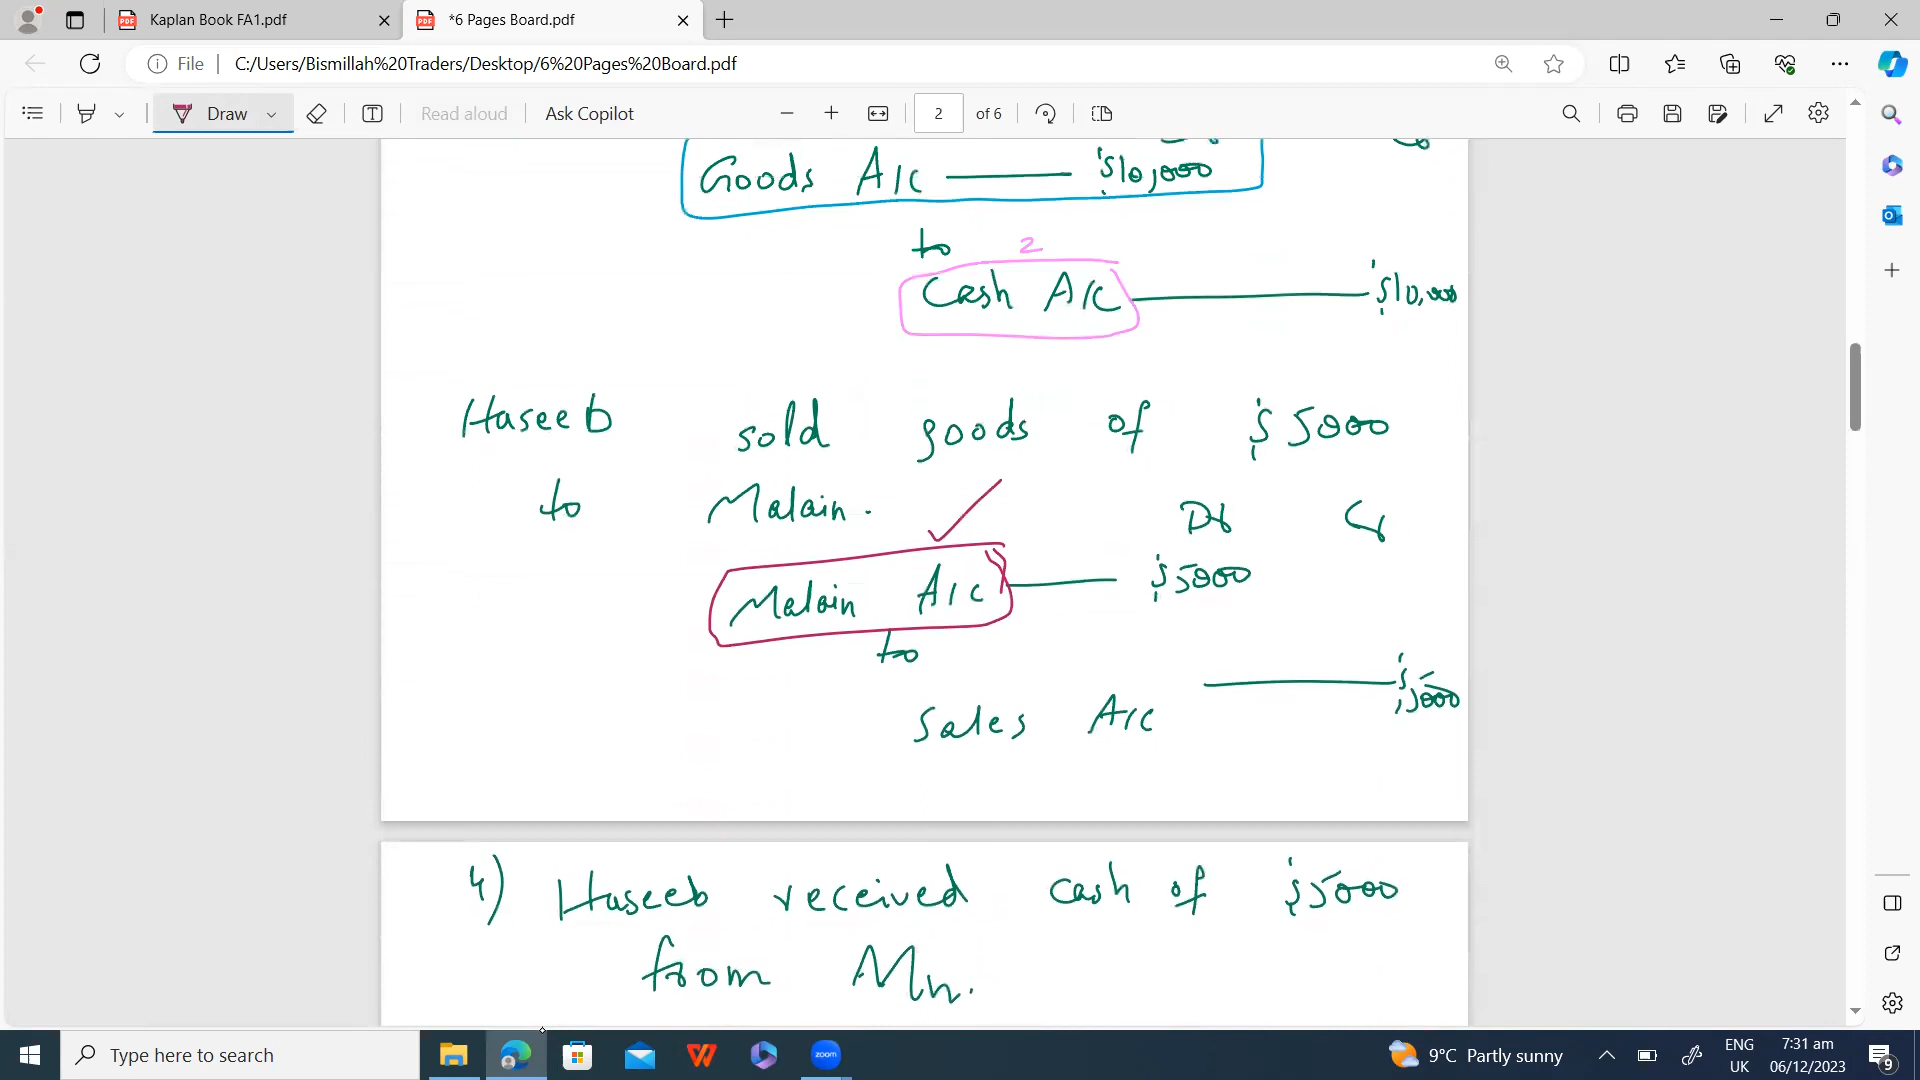 Kaplan Book FA1.pdf
*6 Pages Board.pdf
File
C:/Users/Bismillah%20Traders/Desktop/6%20Pages%20Board.pdf
Draw
Read aloud
Ask Copilot
2 of 6
Goods A/C $10,000
to 2
Cash A/C $10,000
Haseeb sold goods of $5000
to Malain. Dr Cr
Malain A/C $5000
to
Sales A/C $5000
4) Haseeb received cash of $5000
from
Type here to search
zoom
9°C Partly sunny
ENG
UK
7:31 am
06/12/2023
9